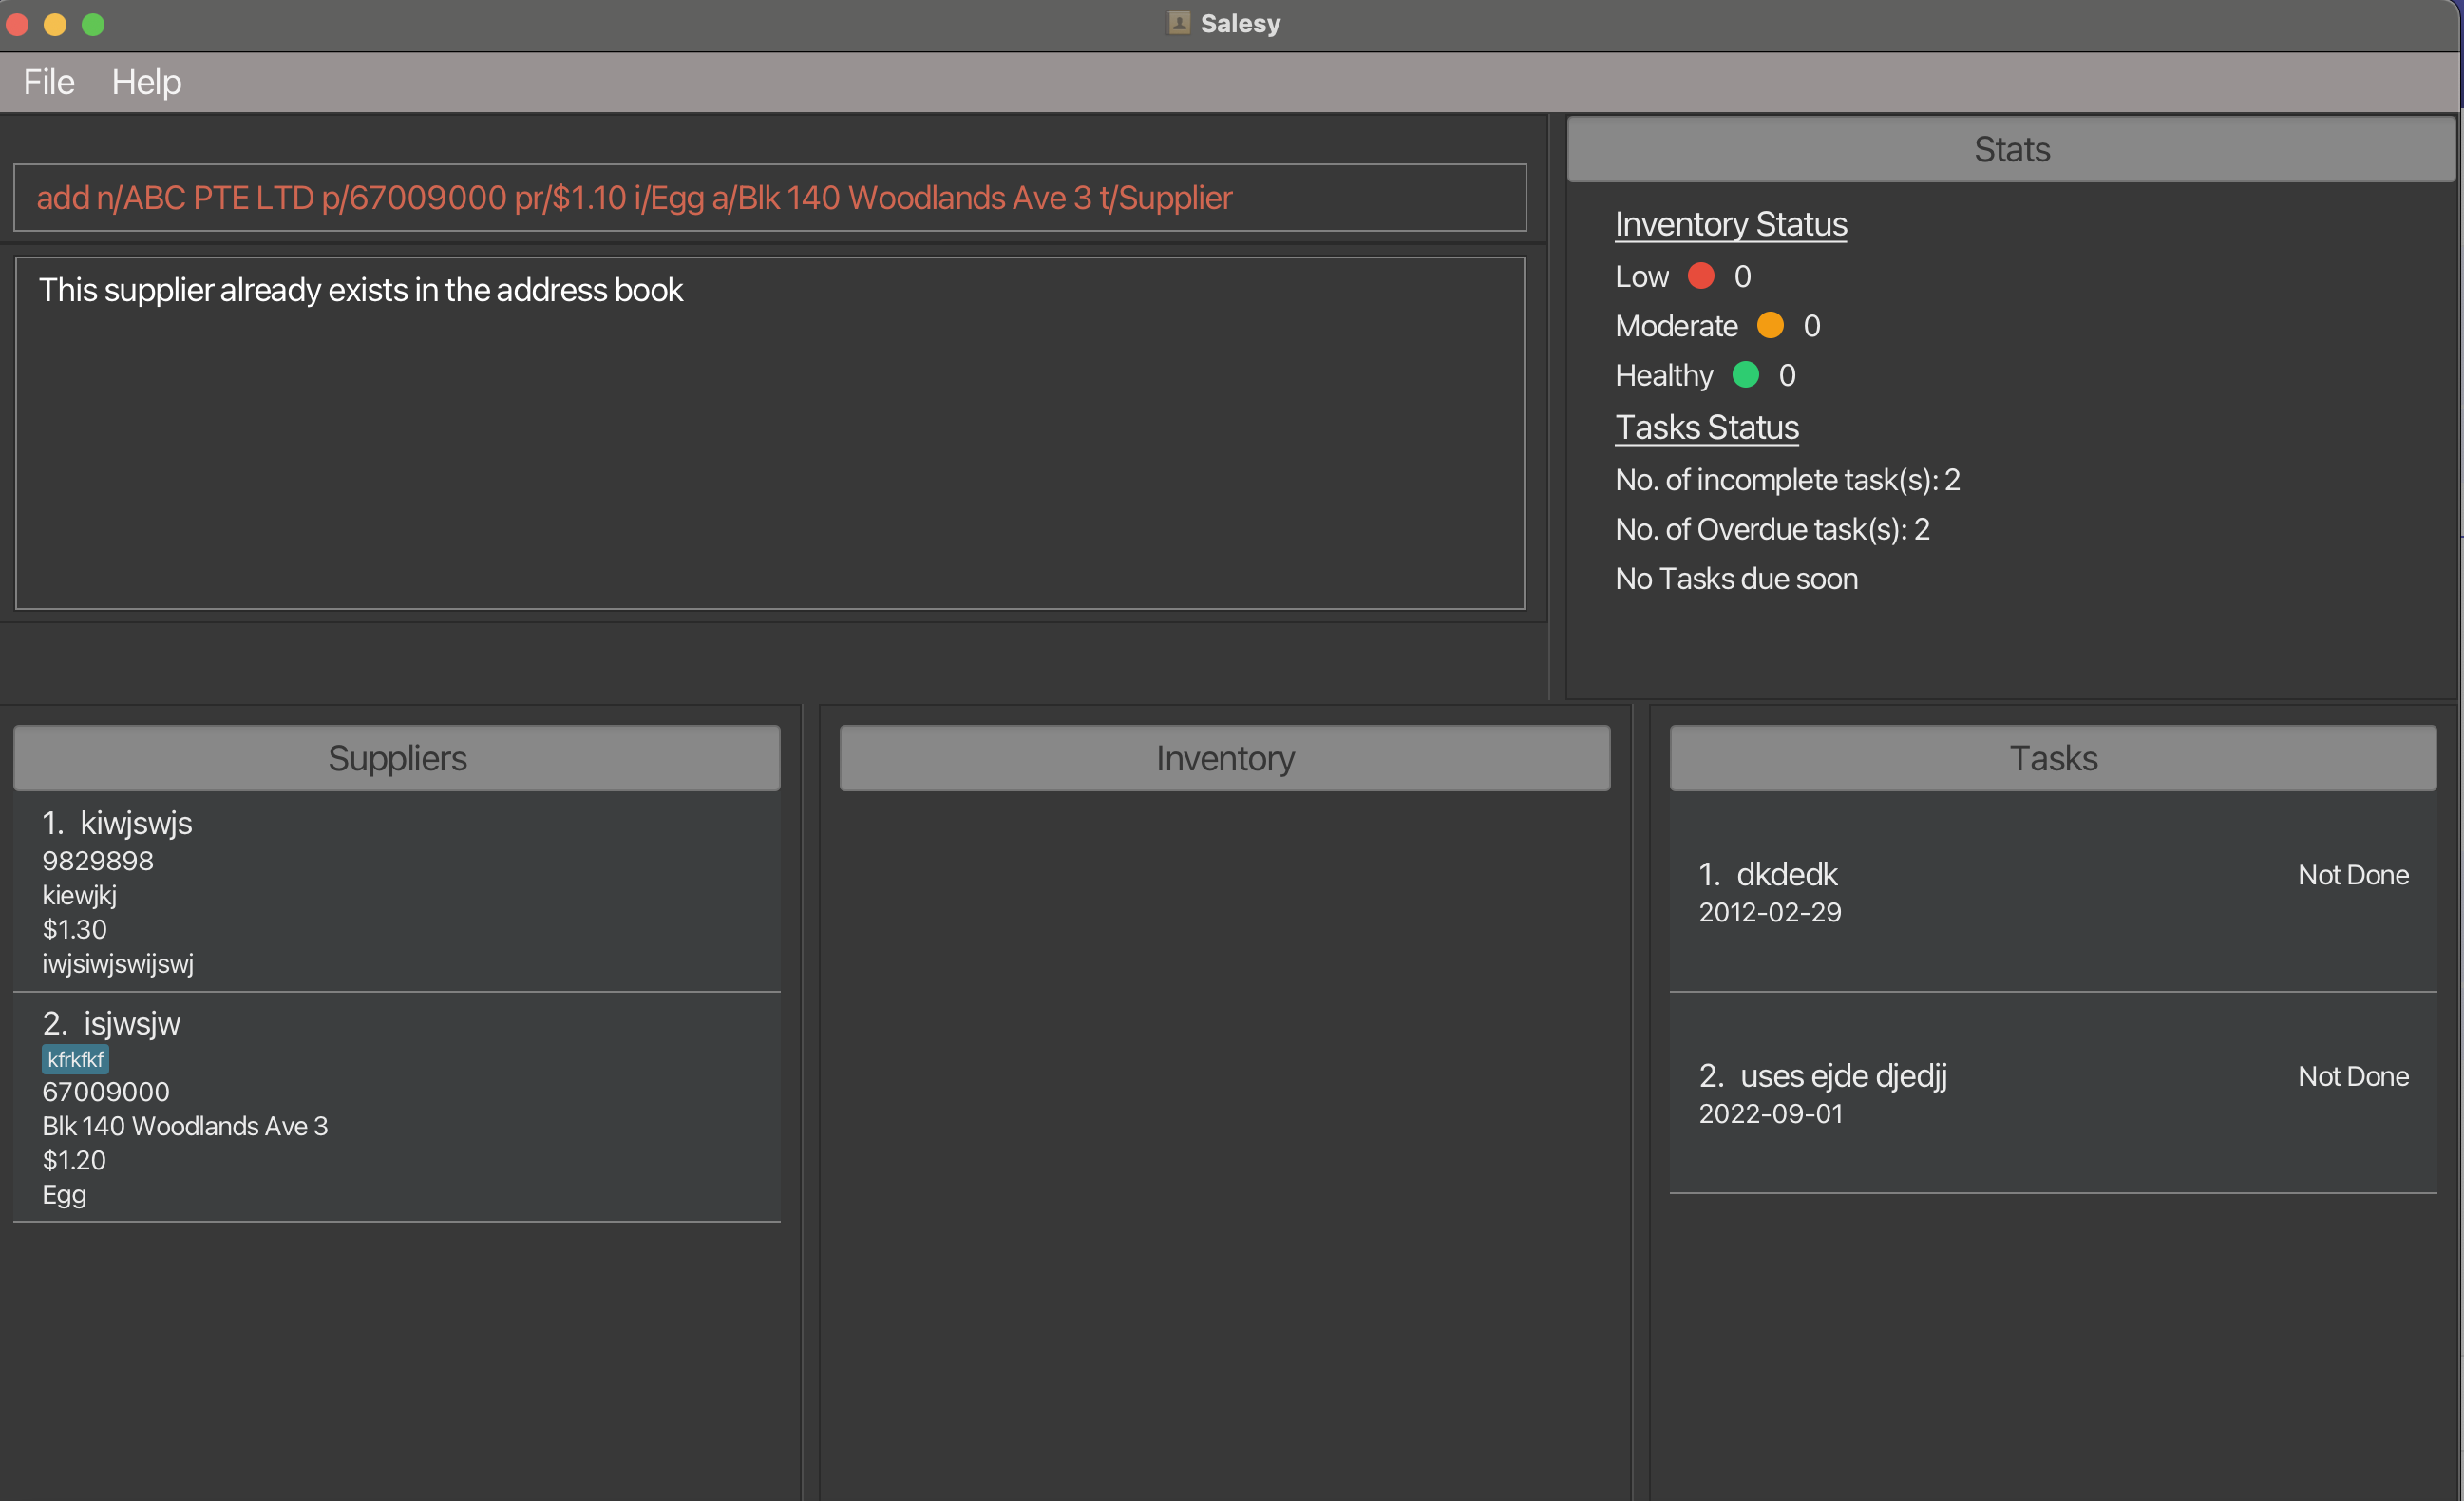 Salesy
File Help
add n/ABC PTE LTD p/67009000 pr/$1.10 i/Egg a/Blk 140 Woodlands Ave 3 t/Supplier
This supplier already exists in the address book
Stats
Inventory Status
Low 0
Moderate 0
Healthy 0
Tasks Status
No. of incomplete task(s): 2
No. of Overdue task(s): 2
No Tasks due soon
Suppliers
1. kiwjswjs
9829898
kiewjkj
$1.30
iwjsiwjswijswj
2. isjwsjw
kfrkfkf
67009000
Blk 140 Woodlands Ave 3
$1.20
Egg
Inventory
Tasks
1. dkdedk Not Done
2012-02-29
2. uses ejde djedjj Not Done
2022-09-01